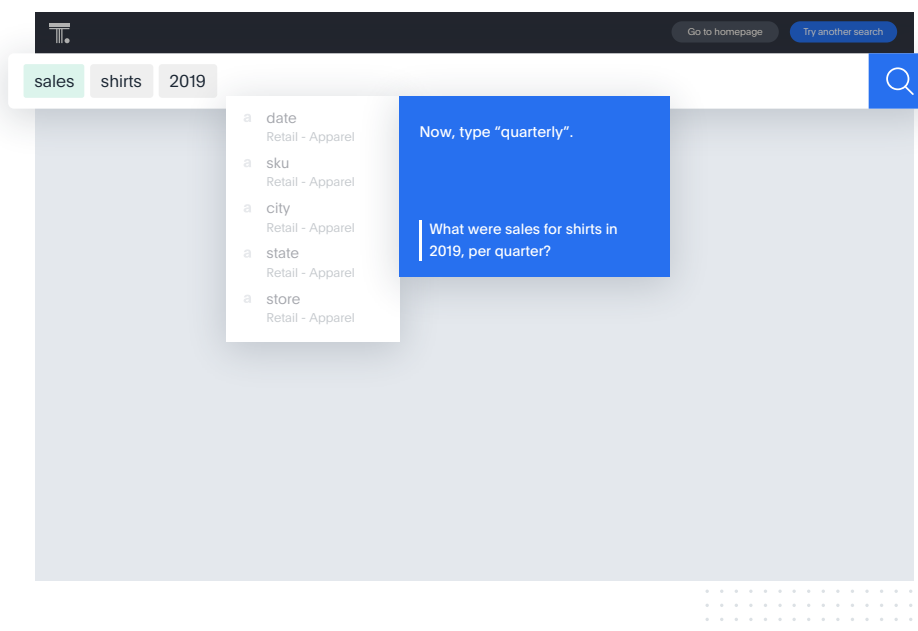 T.
Go to homepage
Try another search
sales shirts 2019
a date
Retail - Apparel
a sku
Retail - Apparel
a city
Retail - Apparel
a state
Retail - Apparel
a store
Retail - Apparel
Now, type “quarterly”.
What were sales for shirts in
2019, per quarter?